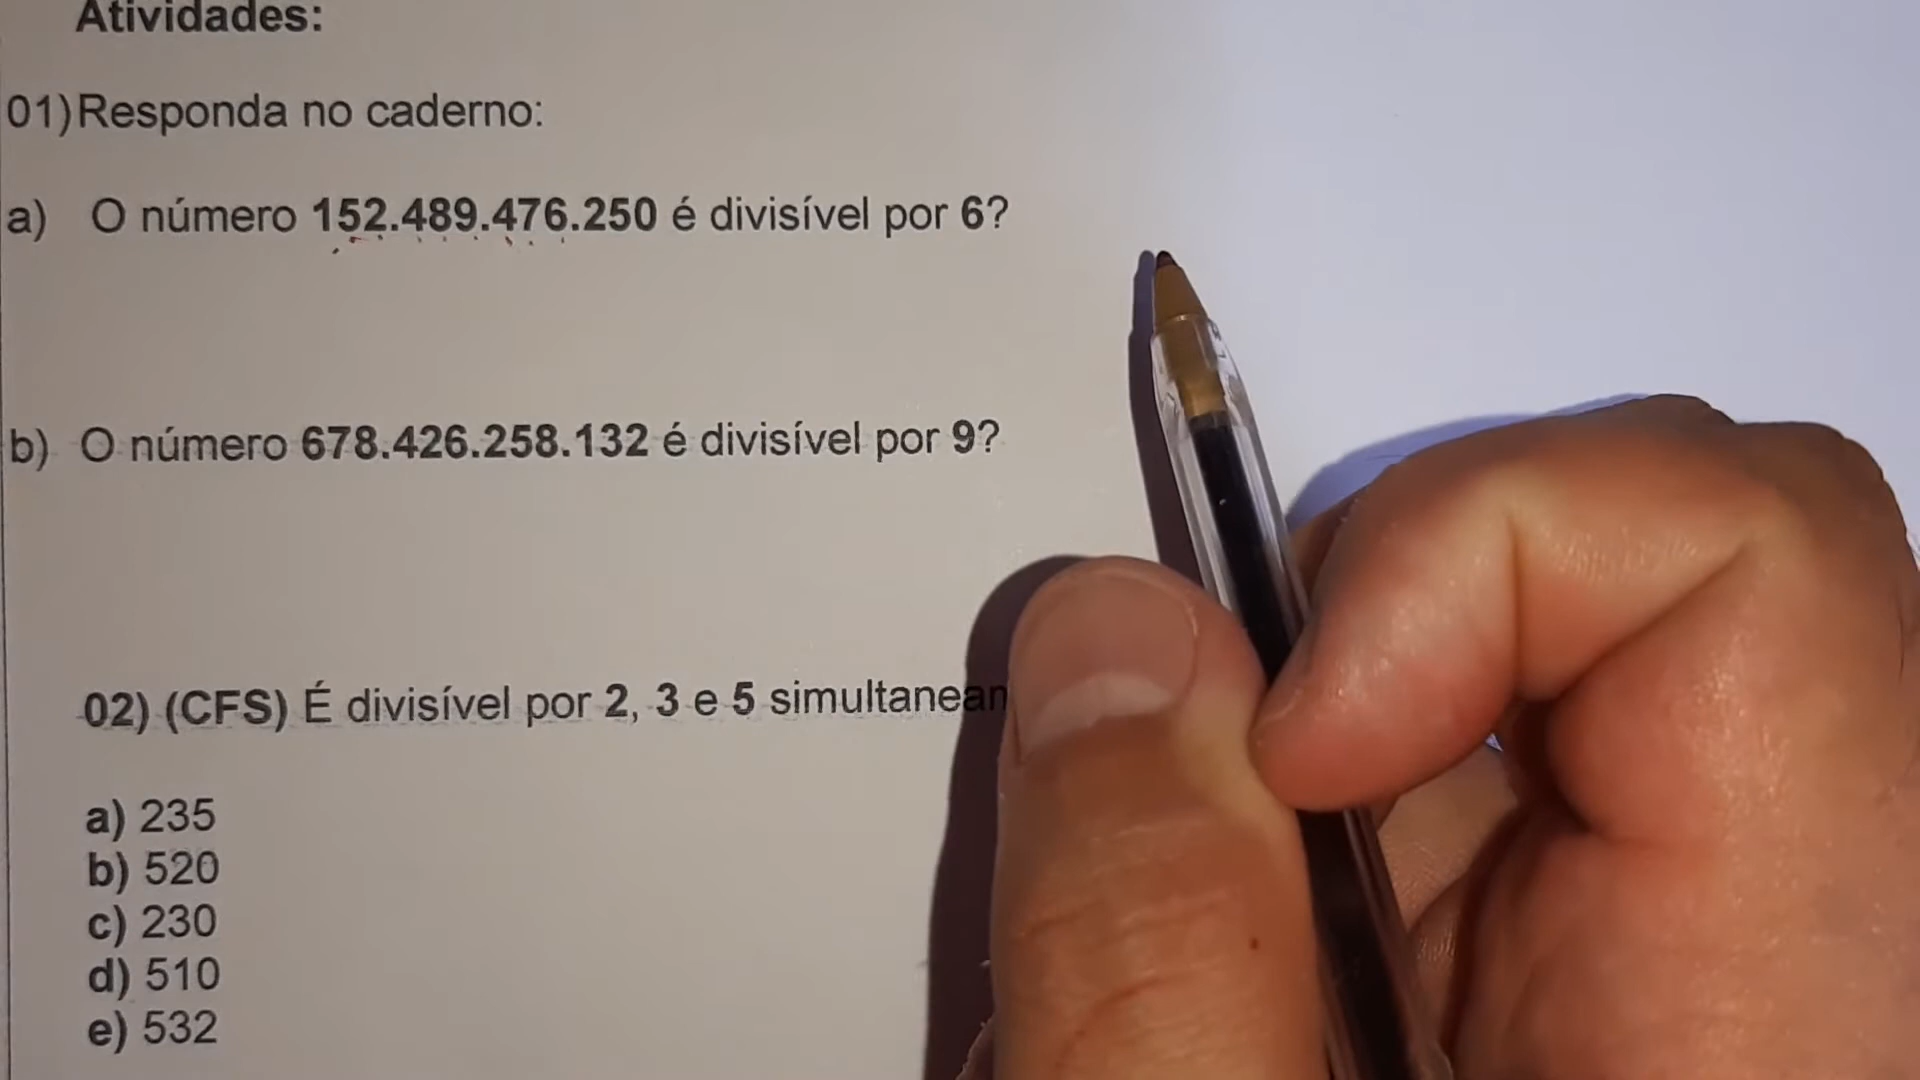 Atividades:
01) Responda no caderno:
a) O número 152.489.476.250 é divisível por 6?
b) O número 678.426.258.132 é divisível por 9?
02) (CFS) É divisível por 2, 3 e 5
a) 235
b) 520
c) 230
d) 510
e) 532